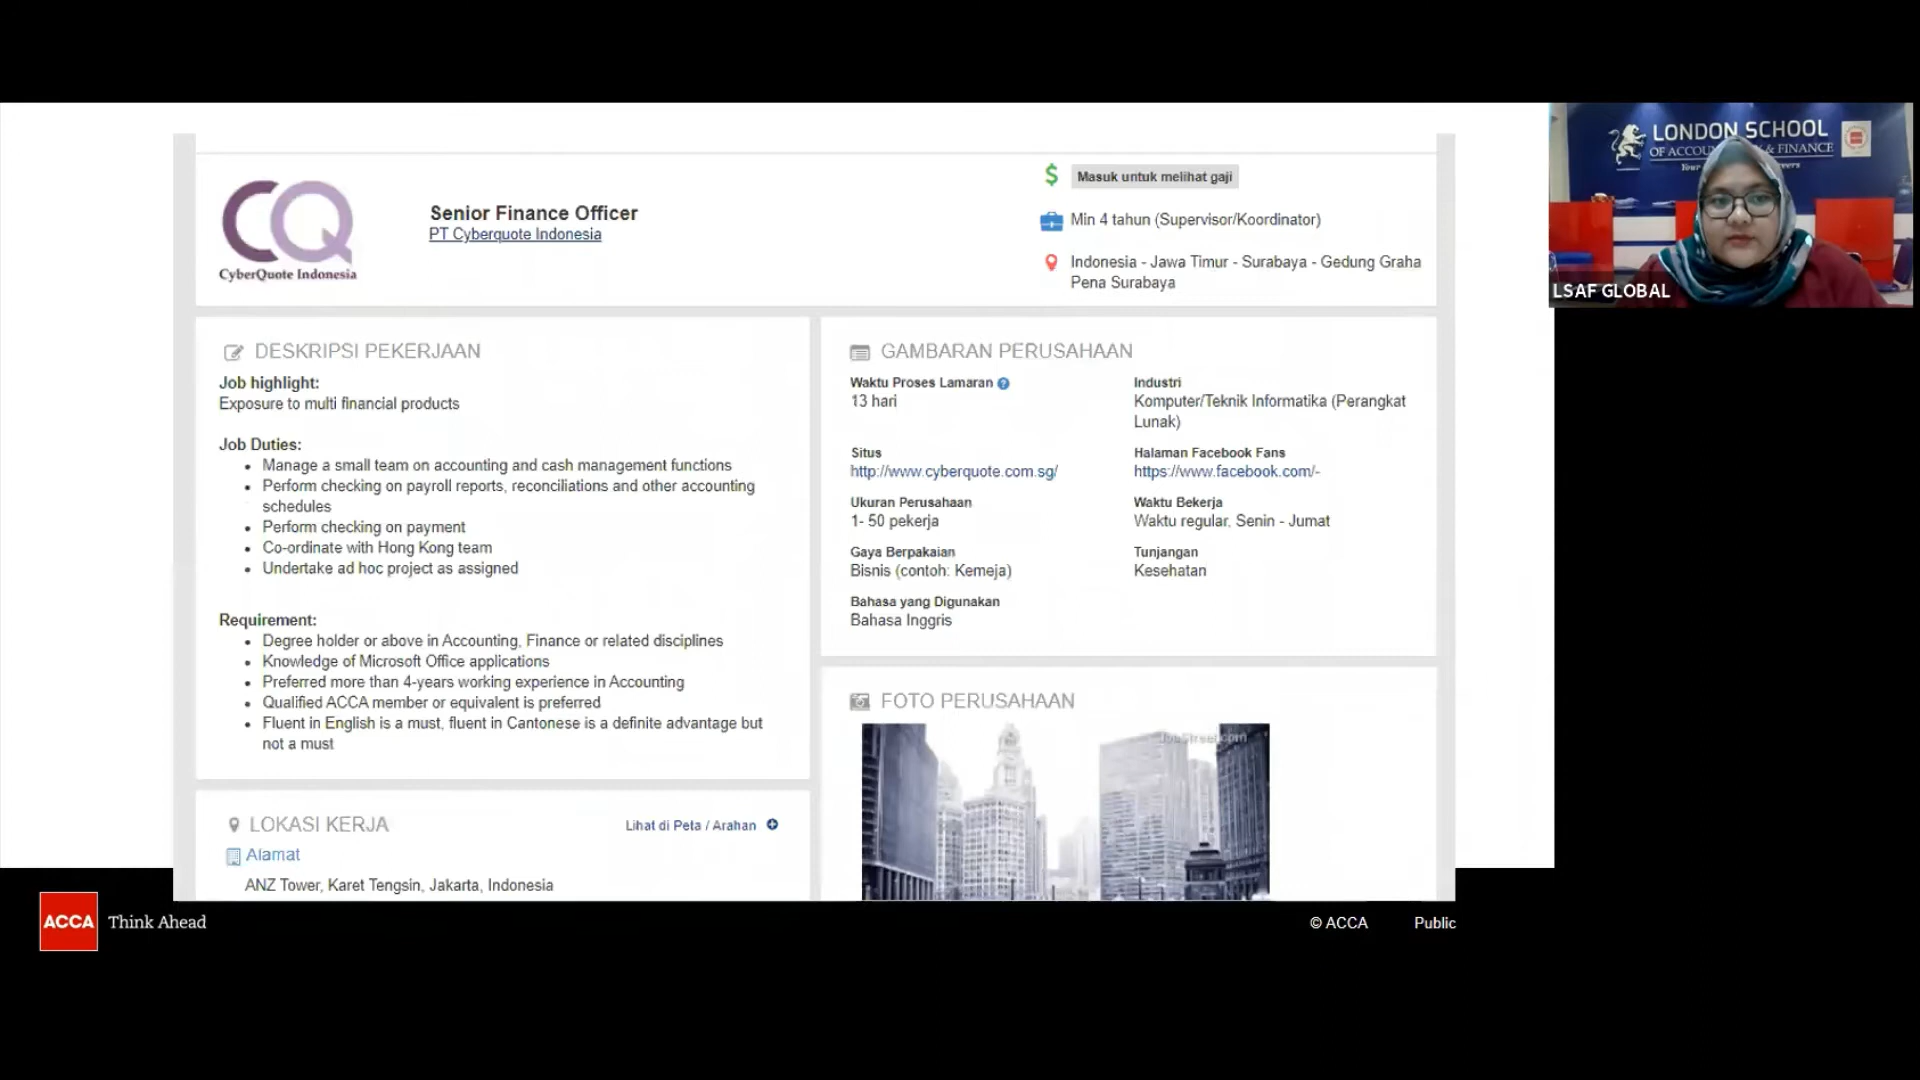 CQ
CyberQuote Indonesia
Senior Finance Officer
PT Cyberquote Indonesia
Masuk untuk melihat gaji
Min 4 tahun (Supervisor/Koordinator)
Indonesia - Jawa Timur - Surabaya - Gedung Graha
Pena Surabaya
DESKRIPSI PEKERJAAN
Job highlight:
Exposure to multi financial products
Job Duties:
Manage a small team on accounting and cash management functions
Perform checking on payroll reports, reconciliations and other accounting
schedules
Perform checking on payment
Co-ordinate with Hong Kong team
Undertake ad hoc project as assigned
Requirement:
Degree holder or above in Accounting, Finance or related disciplines
Knowledge of Microsoft Office applications
Preferred more than 4-years working experience in Accounting
Qualified ACCA member or equivalent is preferred
Fluent in English is a must, fluent in Cantonese is a definite advantage but
not a must
LOKASI KERJA
Lihat di Peta / Arahan
Alamat
ANZ Tower, Karet Tengsin, Jakarta, Indonesia
GAMBARAN PERUSAHAAN
Waktu Proses Lamaran
13 hari
Industri
Komputer/Teknik Informatika (Perangkat
Lunak)
Situs
http://www.cyberquote.com.sg/
Halaman Facebook Fans
https://www.facebook.com/-
Ukuran Perusahaan
1- 50 pekerja
Waktu Bekerja
Waktu regular, Senin - Jumat
Gaya Berpakaian
Bisnis (contoh: Kemeja)
Tunjangan
Kesehatan
Bahasa yang Digunakan
Bahasa Inggris
FOTO PERUSAHAAN
JobStreet.com
LONDON SCHOOL
OF & FINANCE
Your
LSAF GLOBAL
ACCA
Think Ahead
© ACCA
Public